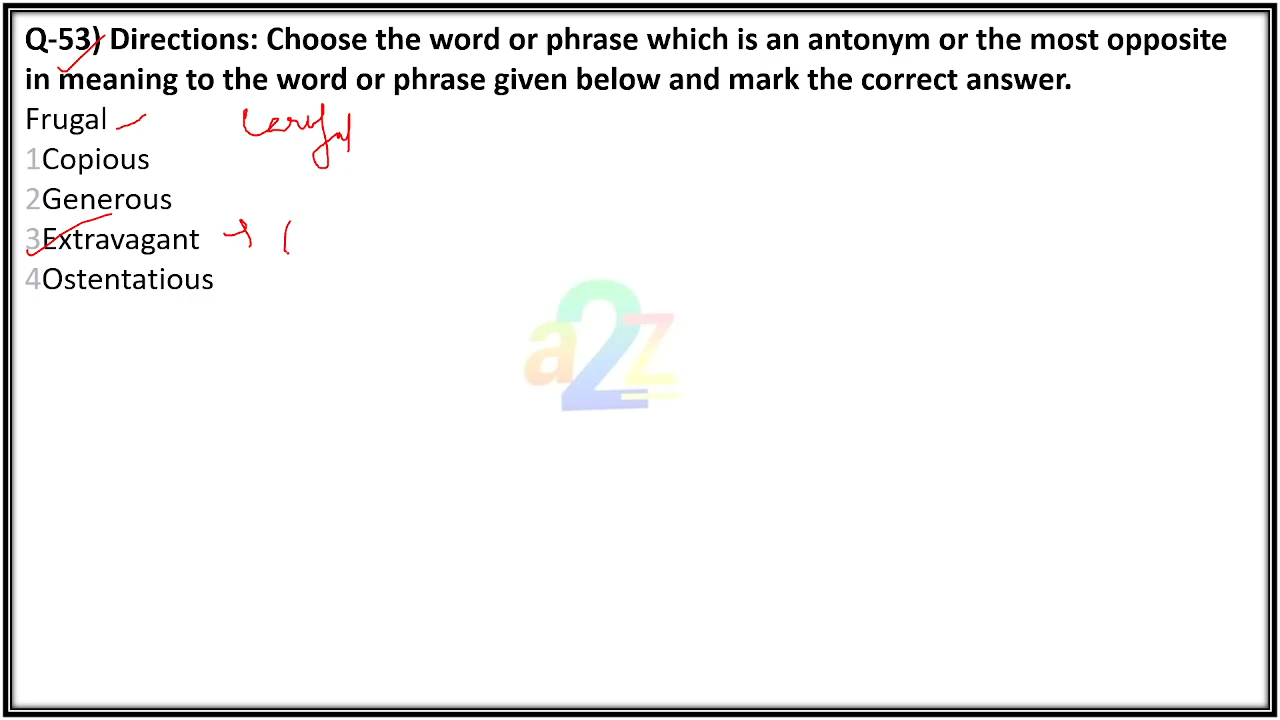 Q-53) Directions: Choose the word or phrase which is an antonym or the most opposite
in meaning to the word or phrase given below and mark the correct answer.
Frugal
1Copious
2Generous
3Extravagant
4Ostentatious
a2z